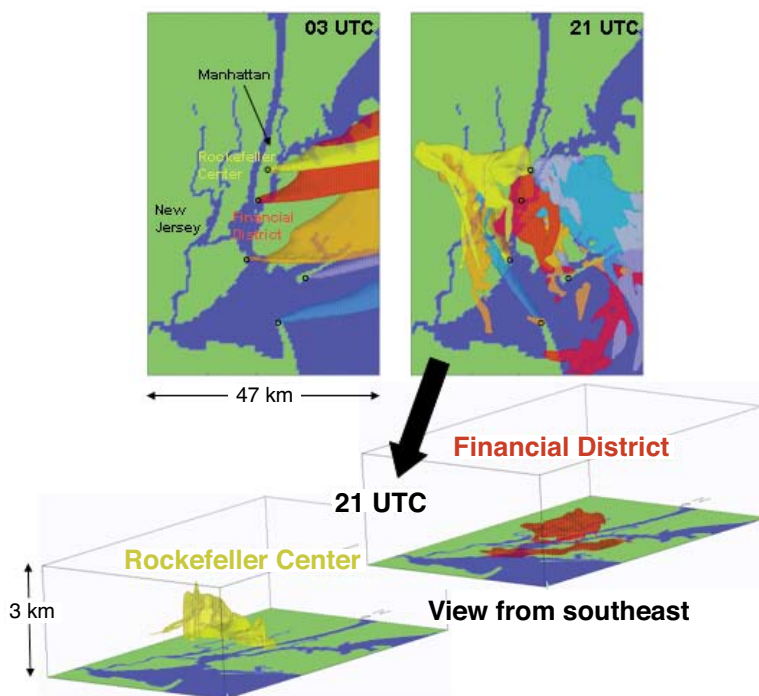 03 UTC
21 UTC
Manhattan
Rockefeller
Center
New
Jersey
Financial
District
47 km
Financial District
21 UTC
Rockefeller Center
3 km
View from southeast